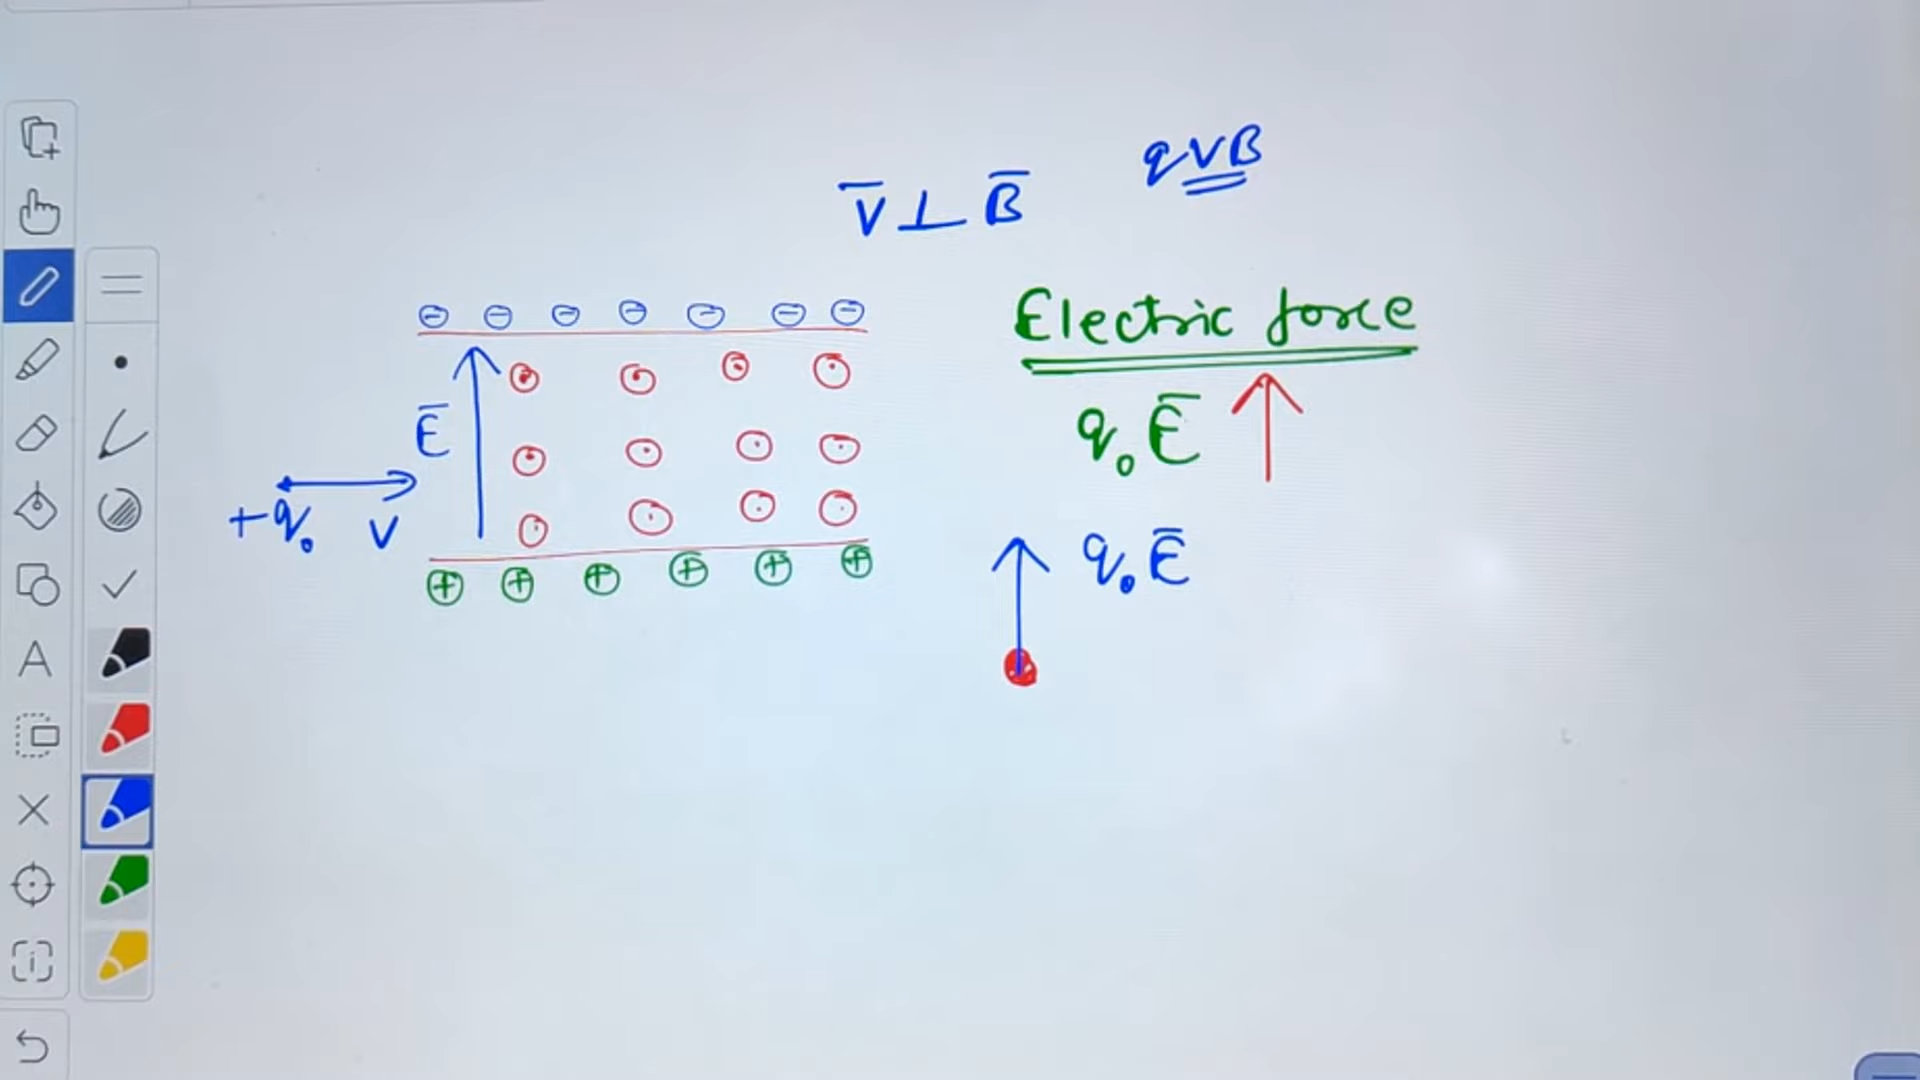 qVB
V̅ ⊥ B̅
⊖ ⊖ ⊖ ⊖ ⊖ ⊖ ⊖
Electric force
E̅
q₀E̅
+q₀ V
q₀E̅
⊕ ⊕ ⊕ ⊕ ⊕ ⊕
A